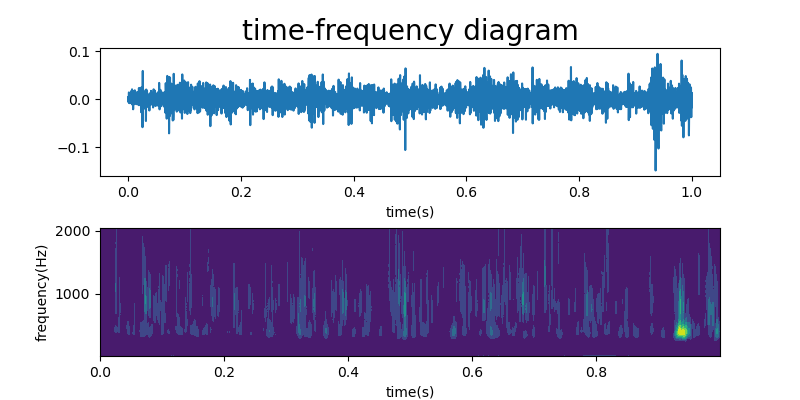 time-frequency diagram
0.1
0.0
−0.1
0.0 0.2 0.4 0.6 0.8 1.0
time(s)
2000
1000
frequency(Hz)
0.0 0.2 0.4 0.6 0.8
time(s)